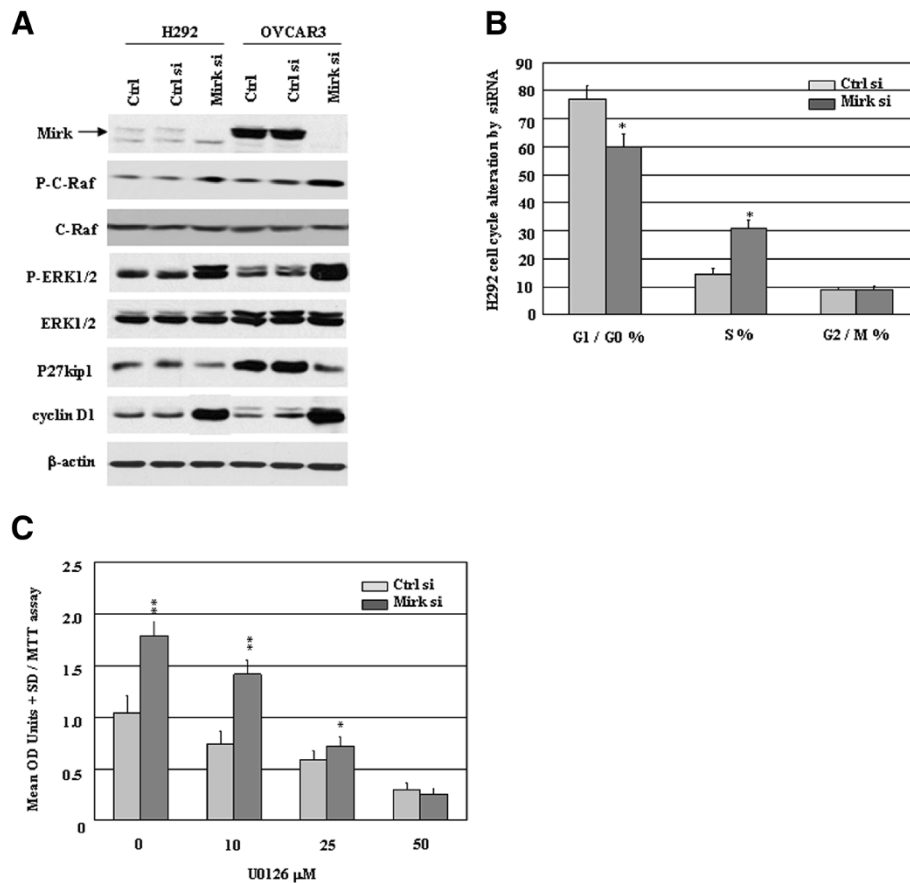 A
H292
OVCAR3
Ctrl
Ctrl si
Mirk si
Ctrl
Ctrl si
Mirk si
Mirk
P-C-Raf
C-Raf
P-ERK1/2
ERK1/2
P27kip1
cyclin D1
β-actin
B
H292 cell cycle alteration by siRNA
90
80
70
60
50
40
30
20
10
00
Ctrl si
Mirk si
*
*
G1 / G0 %
S %
G2 / M %
C
Mean OD Units + SD / MTT assay
2.5
2.0
1.5
1.0
0.5
0
Ctrl si
Mirk si
**
**
*
0
10
25
50
U0126 µM